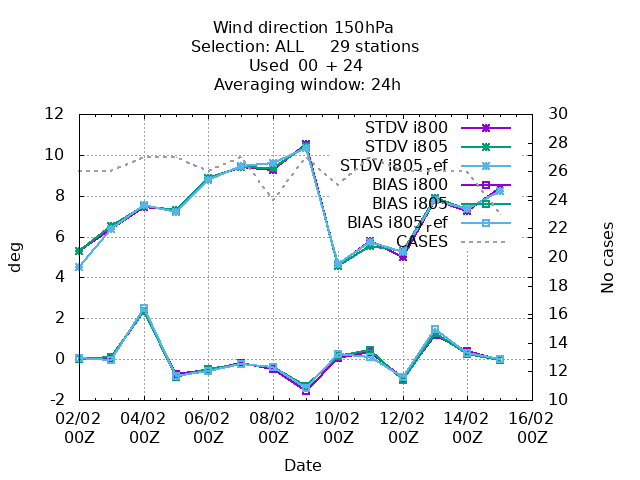 Wind direction 150hPa
Selection: ALL 29 stations
Used 00 + 24
Averaging window: 24h
12 30
10 28
8 26
6 24
4 22
2 20
0 18
-2 16
14
12
10
deg
No cases
STDV i800
STDV i805
STDV i805_ref
BIAS i800
BIAS i805
BIAS i805_ref
CASES
02/02 04/02 06/02 08/02 10/02 12/02 14/02 16/02
00Z 00Z 00Z 00Z 00Z 00Z 00Z 00Z
Date